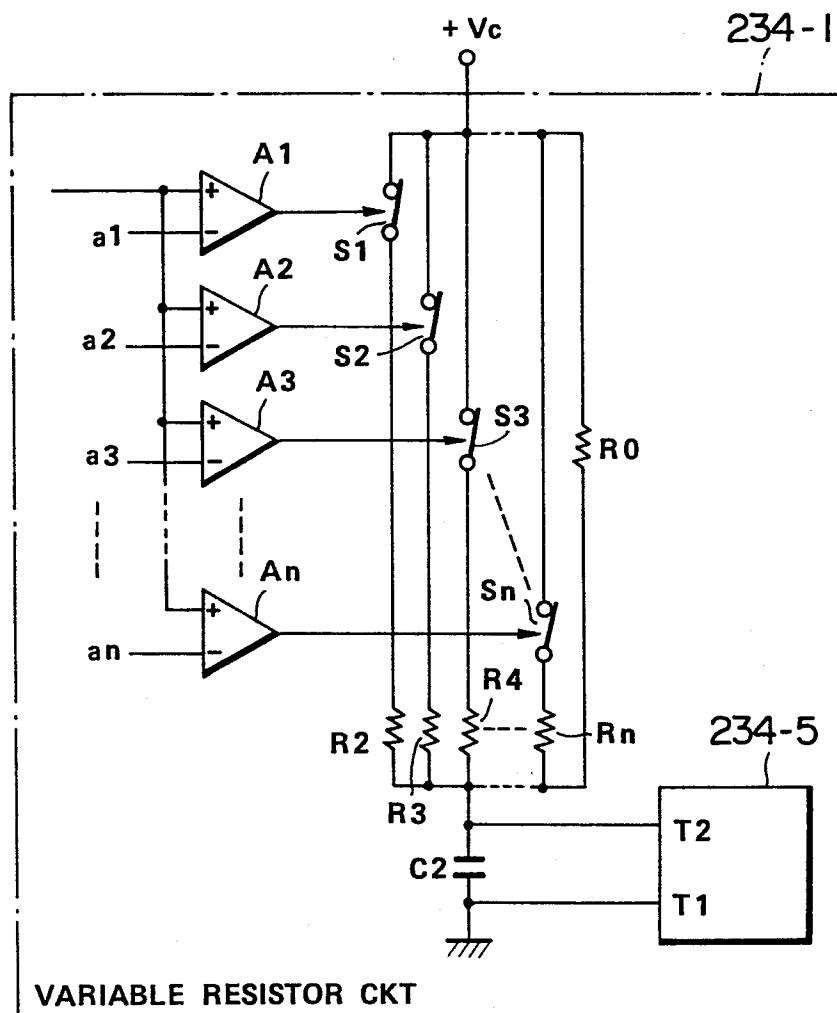 + Vc
234-1
A1
+
-
a1
S1
A2
+
-
a2
S2
A3
+
-
a3
S3
R0
An
+
-
an
Sn
R4
R2
Rn
R3
234-5
T2
C2
T1
VARIABLE RESISTOR CKT